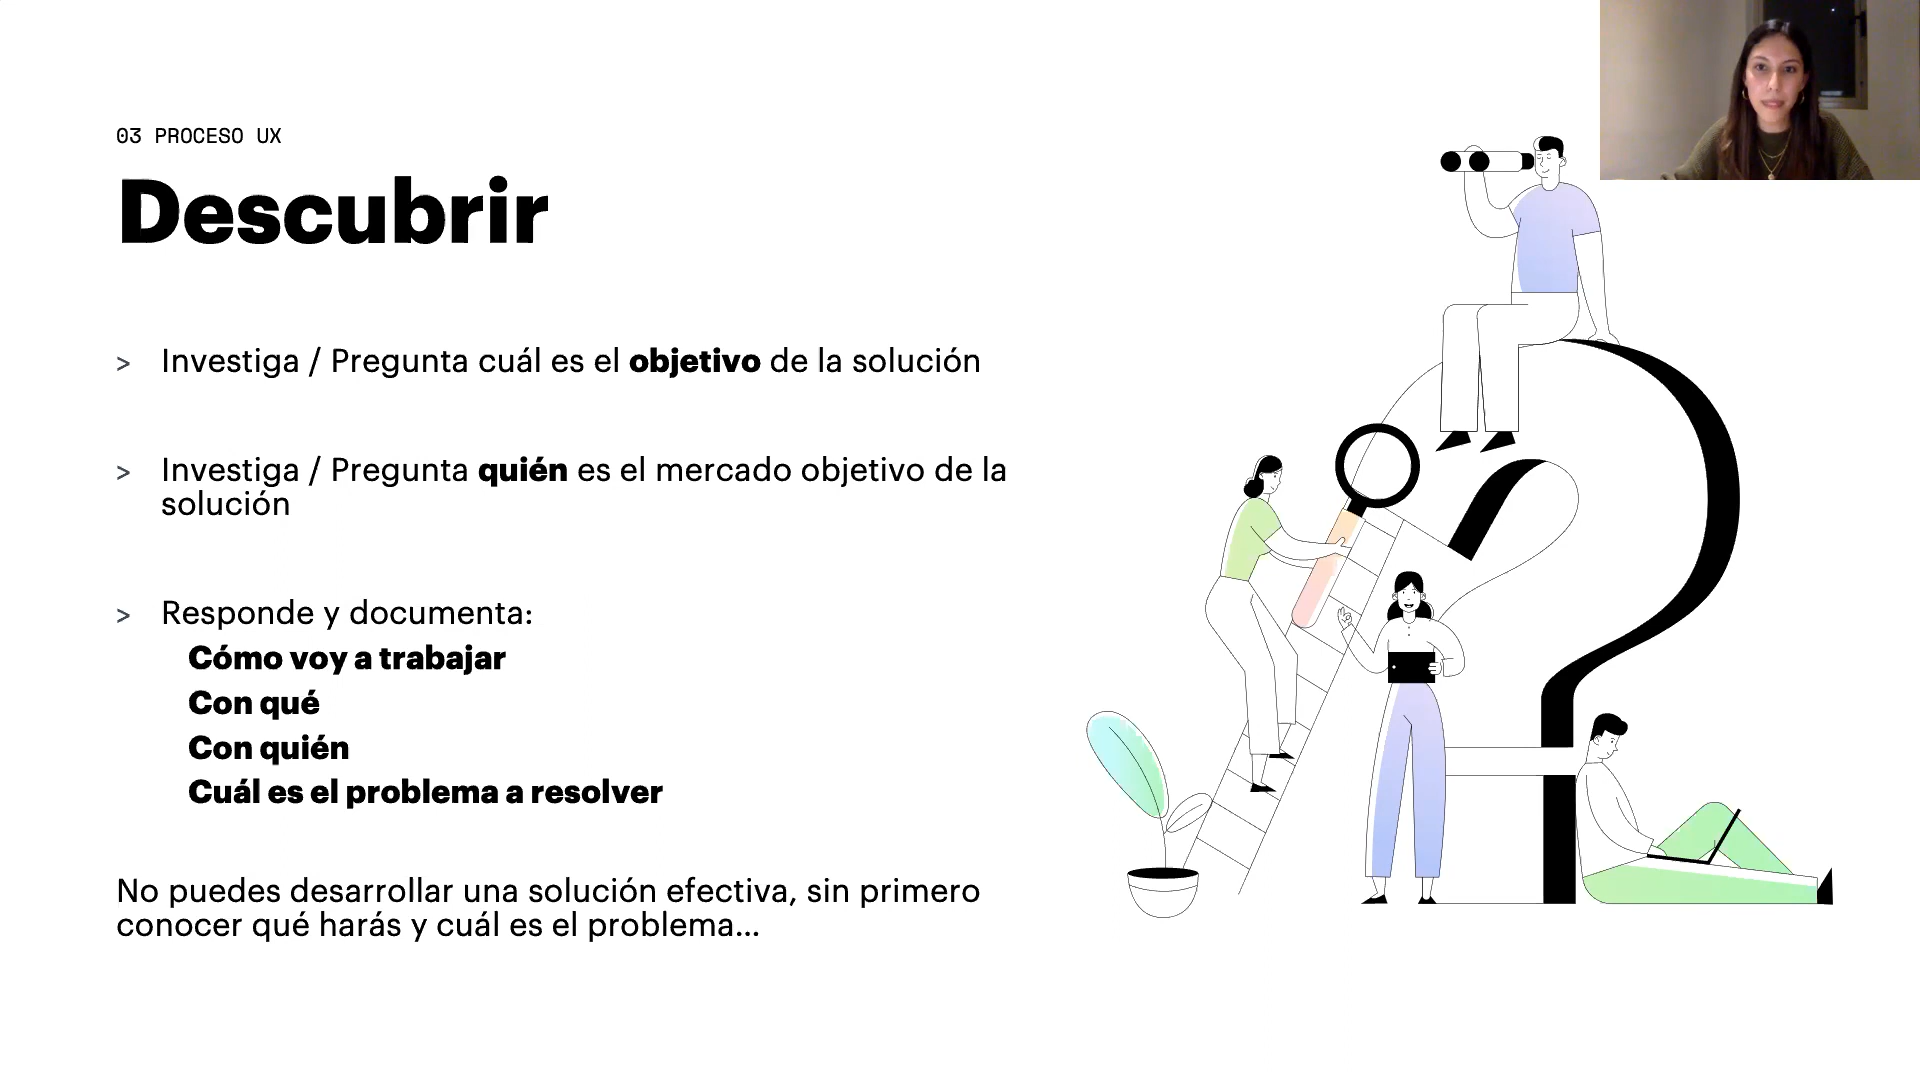 03 PROCESO UX
Descubrir
> Investiga / Pregunta cuál es el objetivo de la solución
> Investiga / Pregunta quién es el mercado objetivo de la
solución
> Responde y documenta:
Cómo voy a trabajar
Con qué
Con quién
Cuál es el problema a resolver
No puedes desarrollar una solución efectiva, sin primero
conocer qué harás y cuál es el problema...